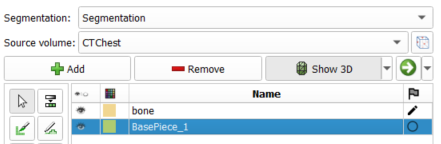 Segmentation: Segmentation
Source volume: CTChest
Add Remove Show 3D
Name
bone
BasePiece_1